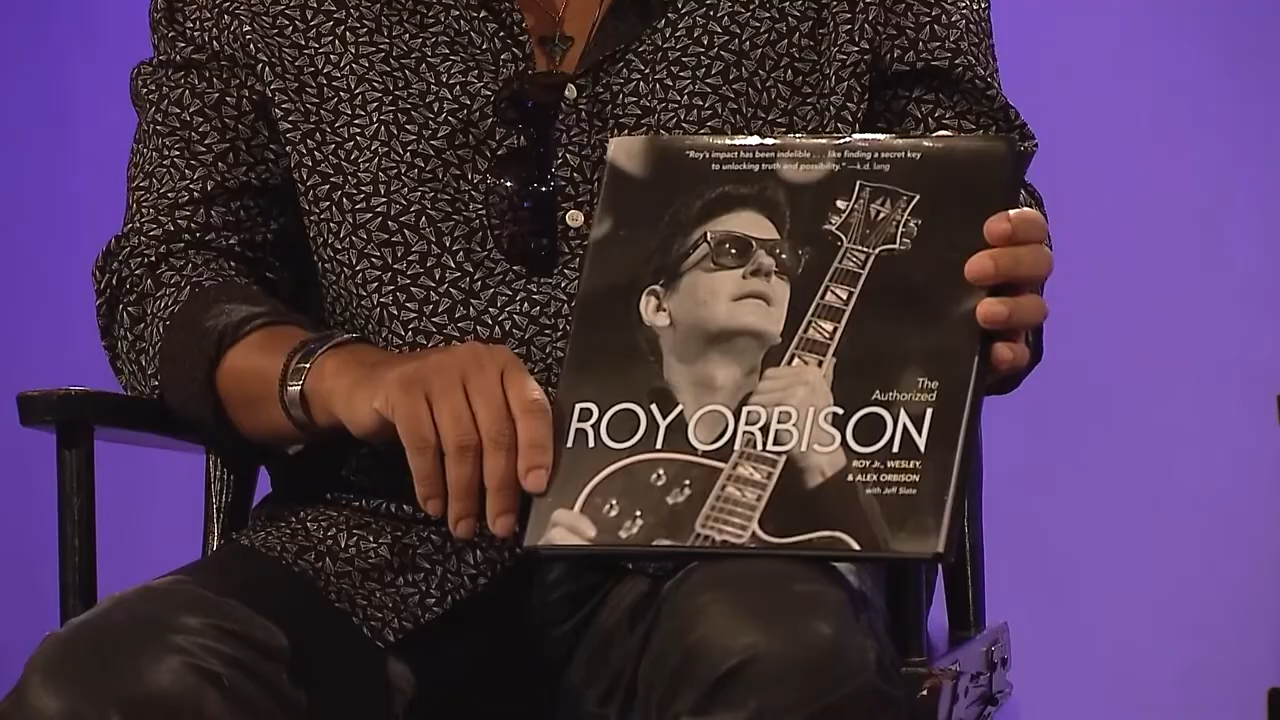 "Roy's impact has been indelible . . . like finding a secret key
to unlocking truth and possibility." —k.d. lang
The
Authorized
ROY ORBISON
ROY Jr., WESLEY,
& ALEX ORBISON
with Jeff Slate